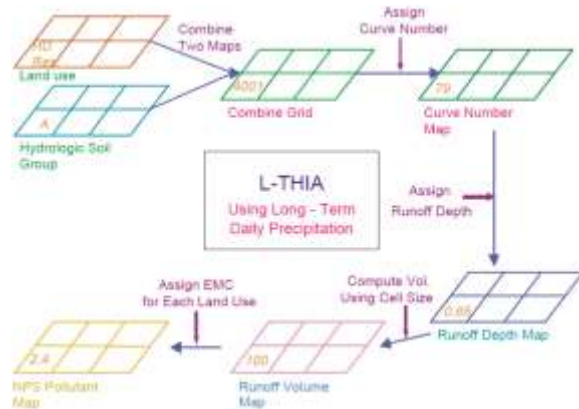 HD
Res
Land use
Combine
Two Maps
Assign
Curve Number
A
Hydrologic Soil
Group
4001
Combine Grid
79
Curve Number
Map
L-THIA
Using Long - Term
Daily Precipitation
Assign
Runoff Depth
Assign EMC
for Each Land Use
Compute Vol.
Using Cell Size
2.4
NPS Pollutant
Map
100
Runoff Volume
Map
0.65
Runoff Depth Map